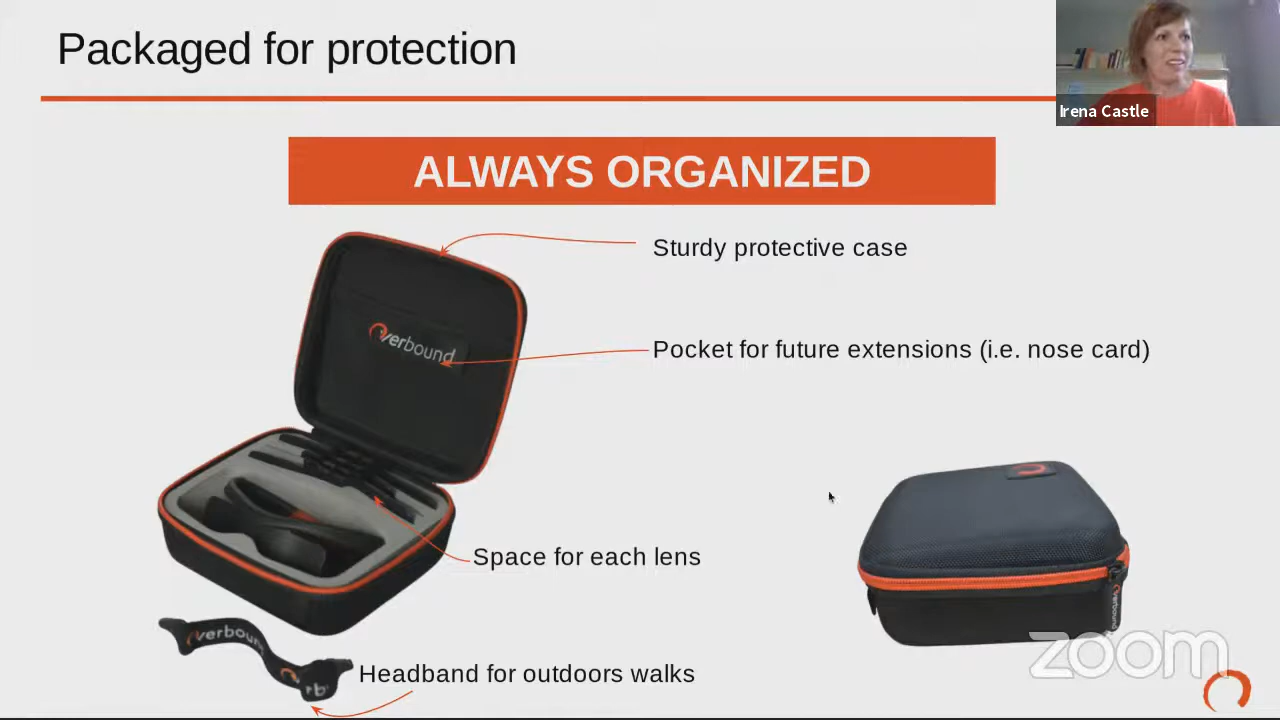 Packaged for protection
Irena Castle
ALWAYS ORGANIZED
Sturdy protective case
Overbound
Pocket for future extensions (i.e. nose card)
Space for each lens
Overbound
Overbound
zoom
Headband for outdoors walks